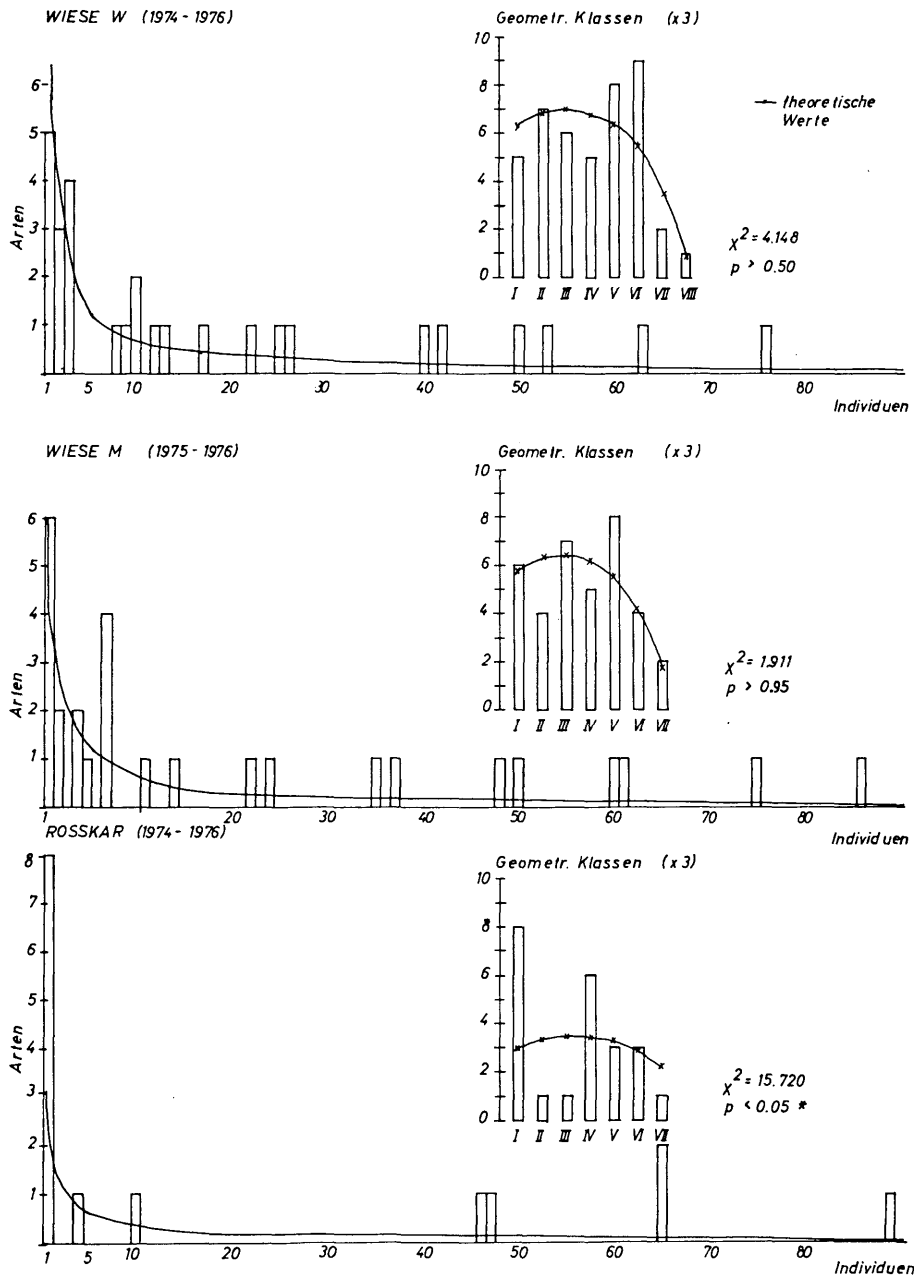 WIESE W (1974 - 1976)
Geometr. Klassen (x 3)
10
8
6
4
2
0
I II III IV V VI VII VIII
theoretische
Werte
X² = 4.148
p > 0.50
Arten
6
5
4
3
2
1
1 5 10 20 30 40 50 60 70 80
Individuen
WIESE M (1975 - 1976)
Geometr. Klassen (x 3)
10
8
6
4
2
0
I II III IV V VI VII
X² = 1.911
p > 0.95
Arten
6
5
4
3
2
1
1 5 10 20 30 40 50 60 70 80
Individuen
ROSSKAR (1974 - 1976)
Geometr. Klassen (x 3)
10
8
6
4
2
0
I II III IV V VI VII
X² = 15.720
p < 0.05 *
Arten
8
7
6
5
4
3
2
1
1 5 10 20 30 40 50 60 70 80
Individuen